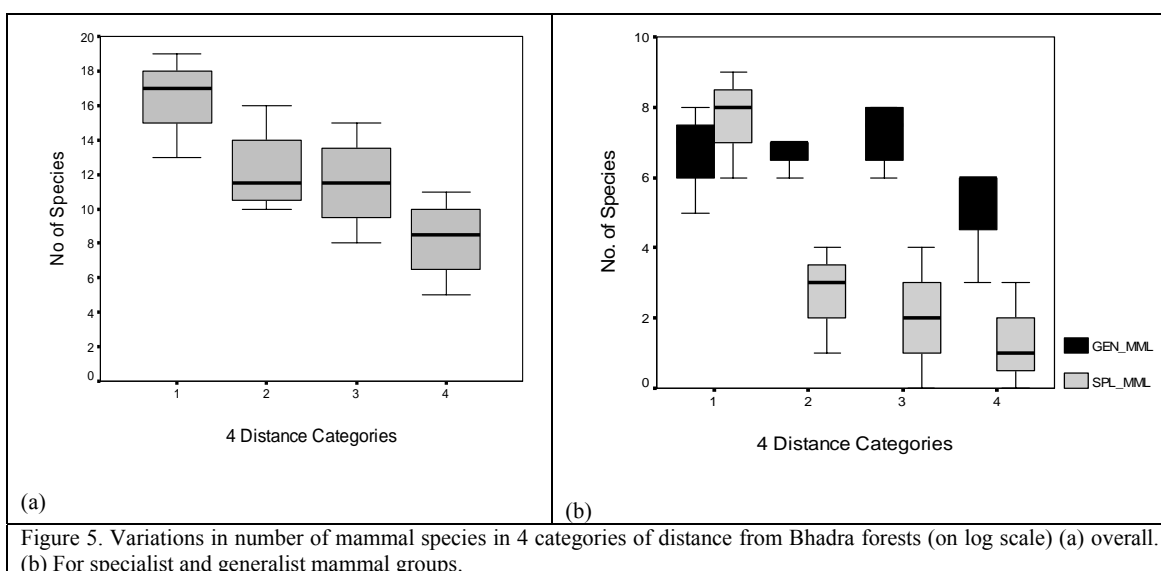 20
18
16
14
12
10
8
6
4
2
0
No of Species
1 2 3 4
4 Distance Categories
(a)
10
8
6
4
2
0
No. of Species
1 2 3 4
4 Distance Categories
GEN_MML
SPL_MML
(b)
Figure 5. Variations in number of mammal species in 4 categories of distance from Bhadra forests (on log scale) (a) overall.
(b) For specialist and generalist mammal groups.